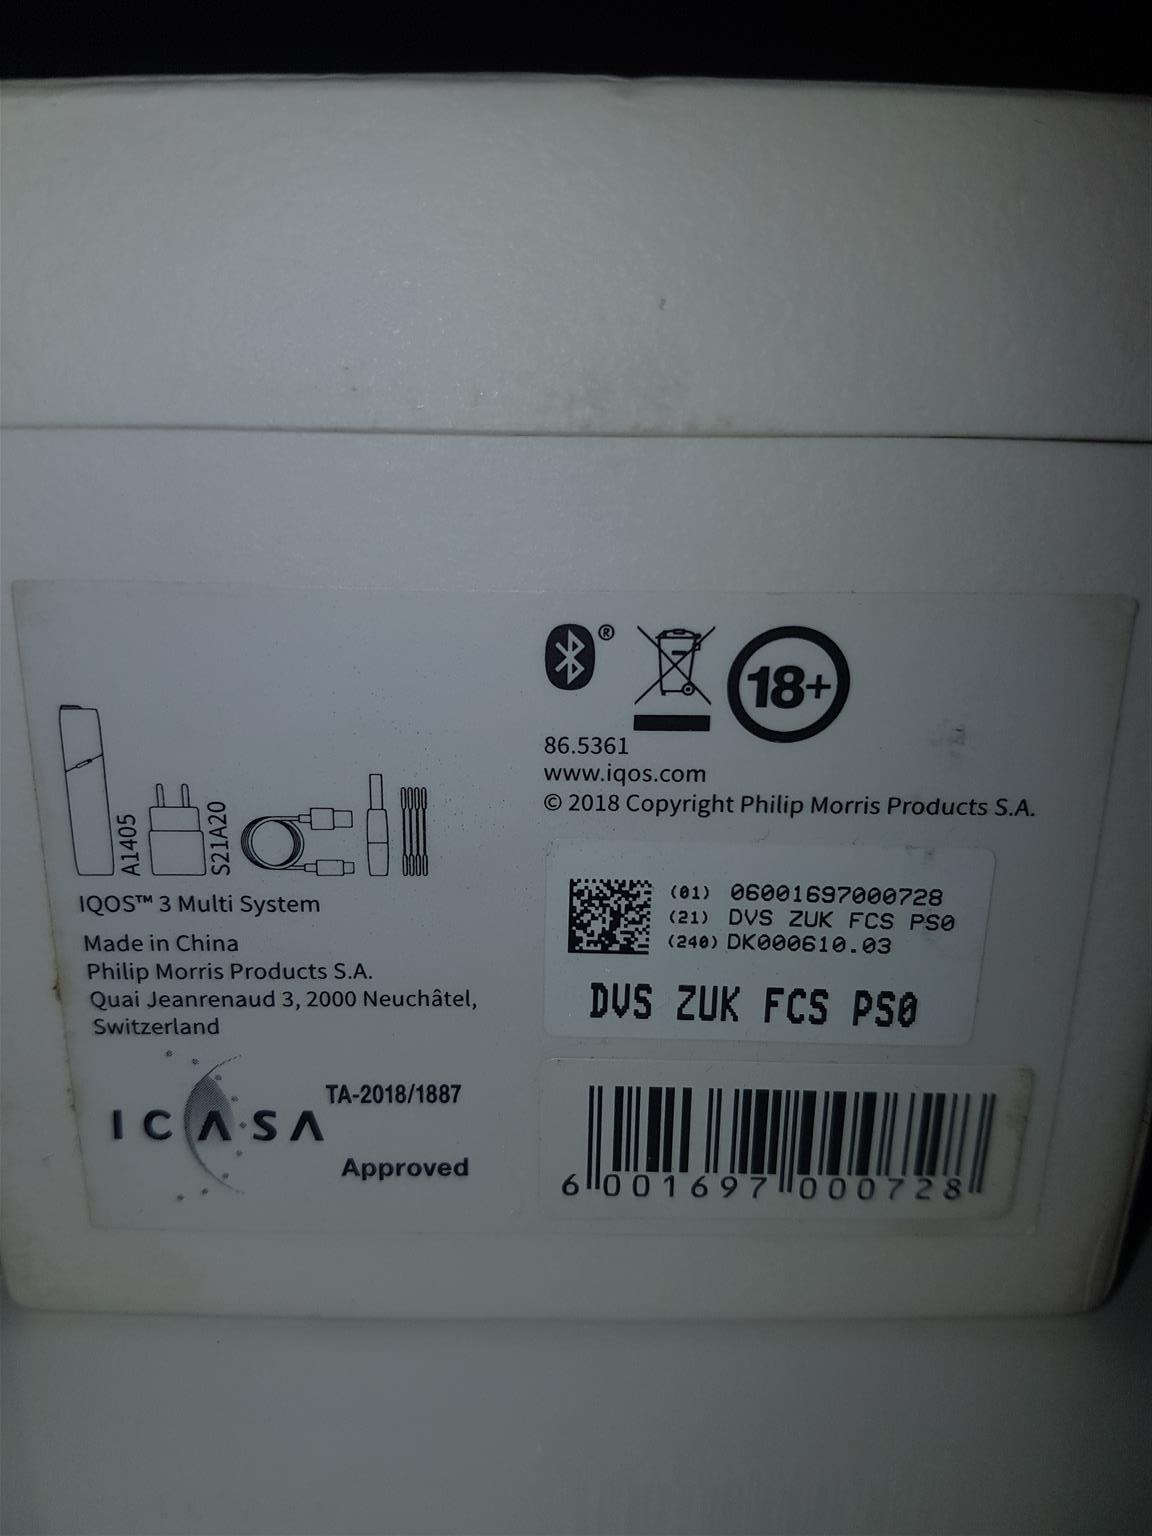 A1405
S21A20
IQOS™ 3 Multi System
Made in China
Philip Morris Products S.A.
Quai Jeanrenaud 3, 2000 Neuchâtel,
Switzerland
ICASA
TA-2018/1887
Approved
®
18+
86.5361
www.iqos.com
© 2018 Copyright Philip Morris Products S.A.
(01) 06001697000728
(21) DVS ZUK FCS PS0
(240) DK000610.03
DVS ZUK FCS PS0
6 001697 000728